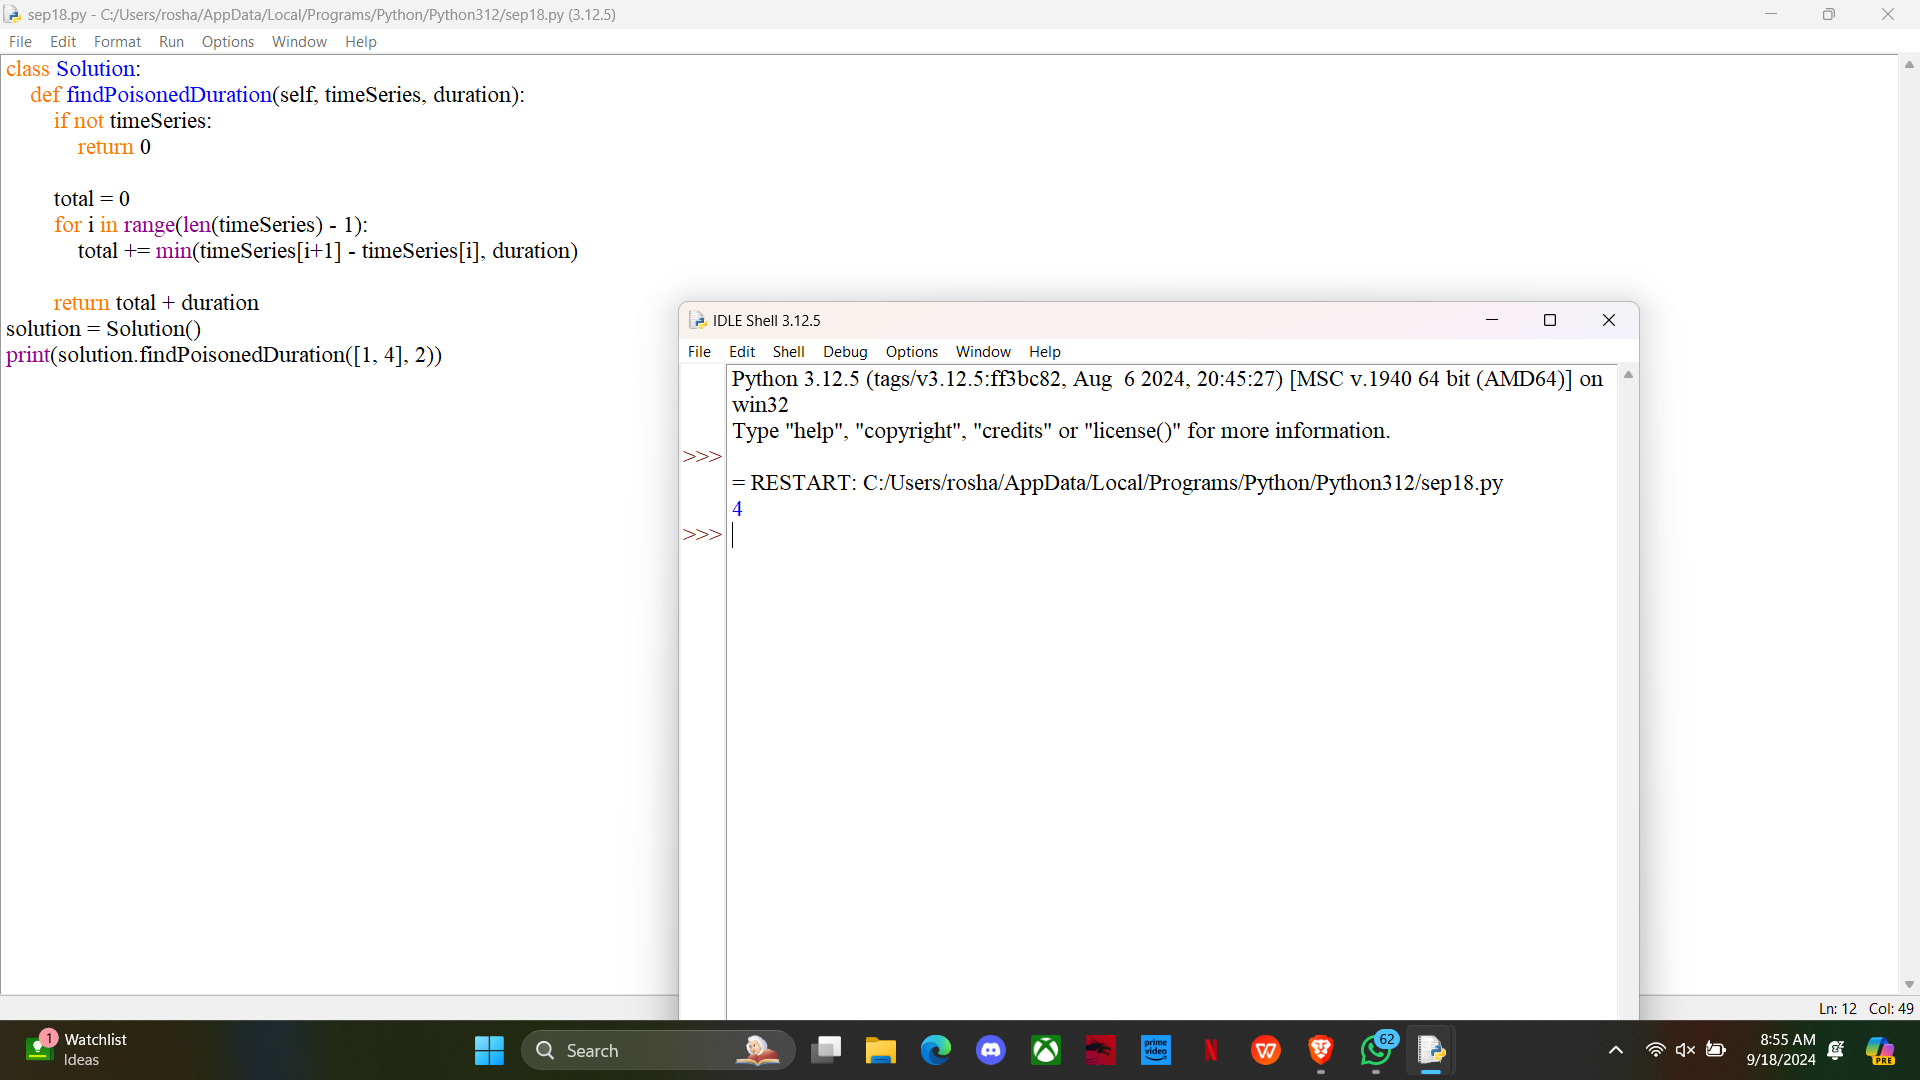 sep18.py - C:/Users/rosha/AppData/Local/Programs/Python/Python312/sep18.py (3.12.5)
File Edit Format Run Options Window Help
class Solution:
    def findPoisonedDuration(self, timeSeries, duration):
        if not timeSeries:
            return 0
        total = 0
        for i in range(len(timeSeries) - 1):
            total += min(timeSeries[i+1] - timeSeries[i], duration)
        return total + duration
solution = Solution()
print(solution.findPoisonedDuration([1, 4], 2))
IDLE Shell 3.12.5
File Edit Shell Debug Options Window Help
Python 3.12.5 (tags/v3.12.5:ff3bc82, Aug  6 2024, 20:45:27) [MSC v.1940 64 bit (AMD64)] on
win32
Type "help", "copyright", "credits" or "license()" for more information.
>>>
= RESTART: C:/Users/rosha/AppData/Local/Programs/Python/Python312/sep18.py
4
>>>
Ln: 12 Col: 49
1
Watchlist
Ideas
Search
prime
video
N
W
62
8:55 AM
9/18/2024
PRE